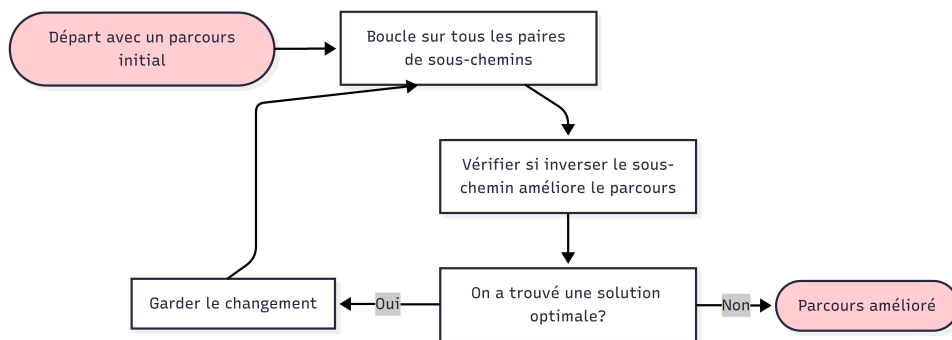 Départ avec un parcours
initial
Boucle sur tous les paires
de sous-chemins
Vérifier si inverser le sous-
chemin améliore le parcours
On a trouvé une solution
optimale?
Oui
Garder le changement
Non
Parcours amélioré